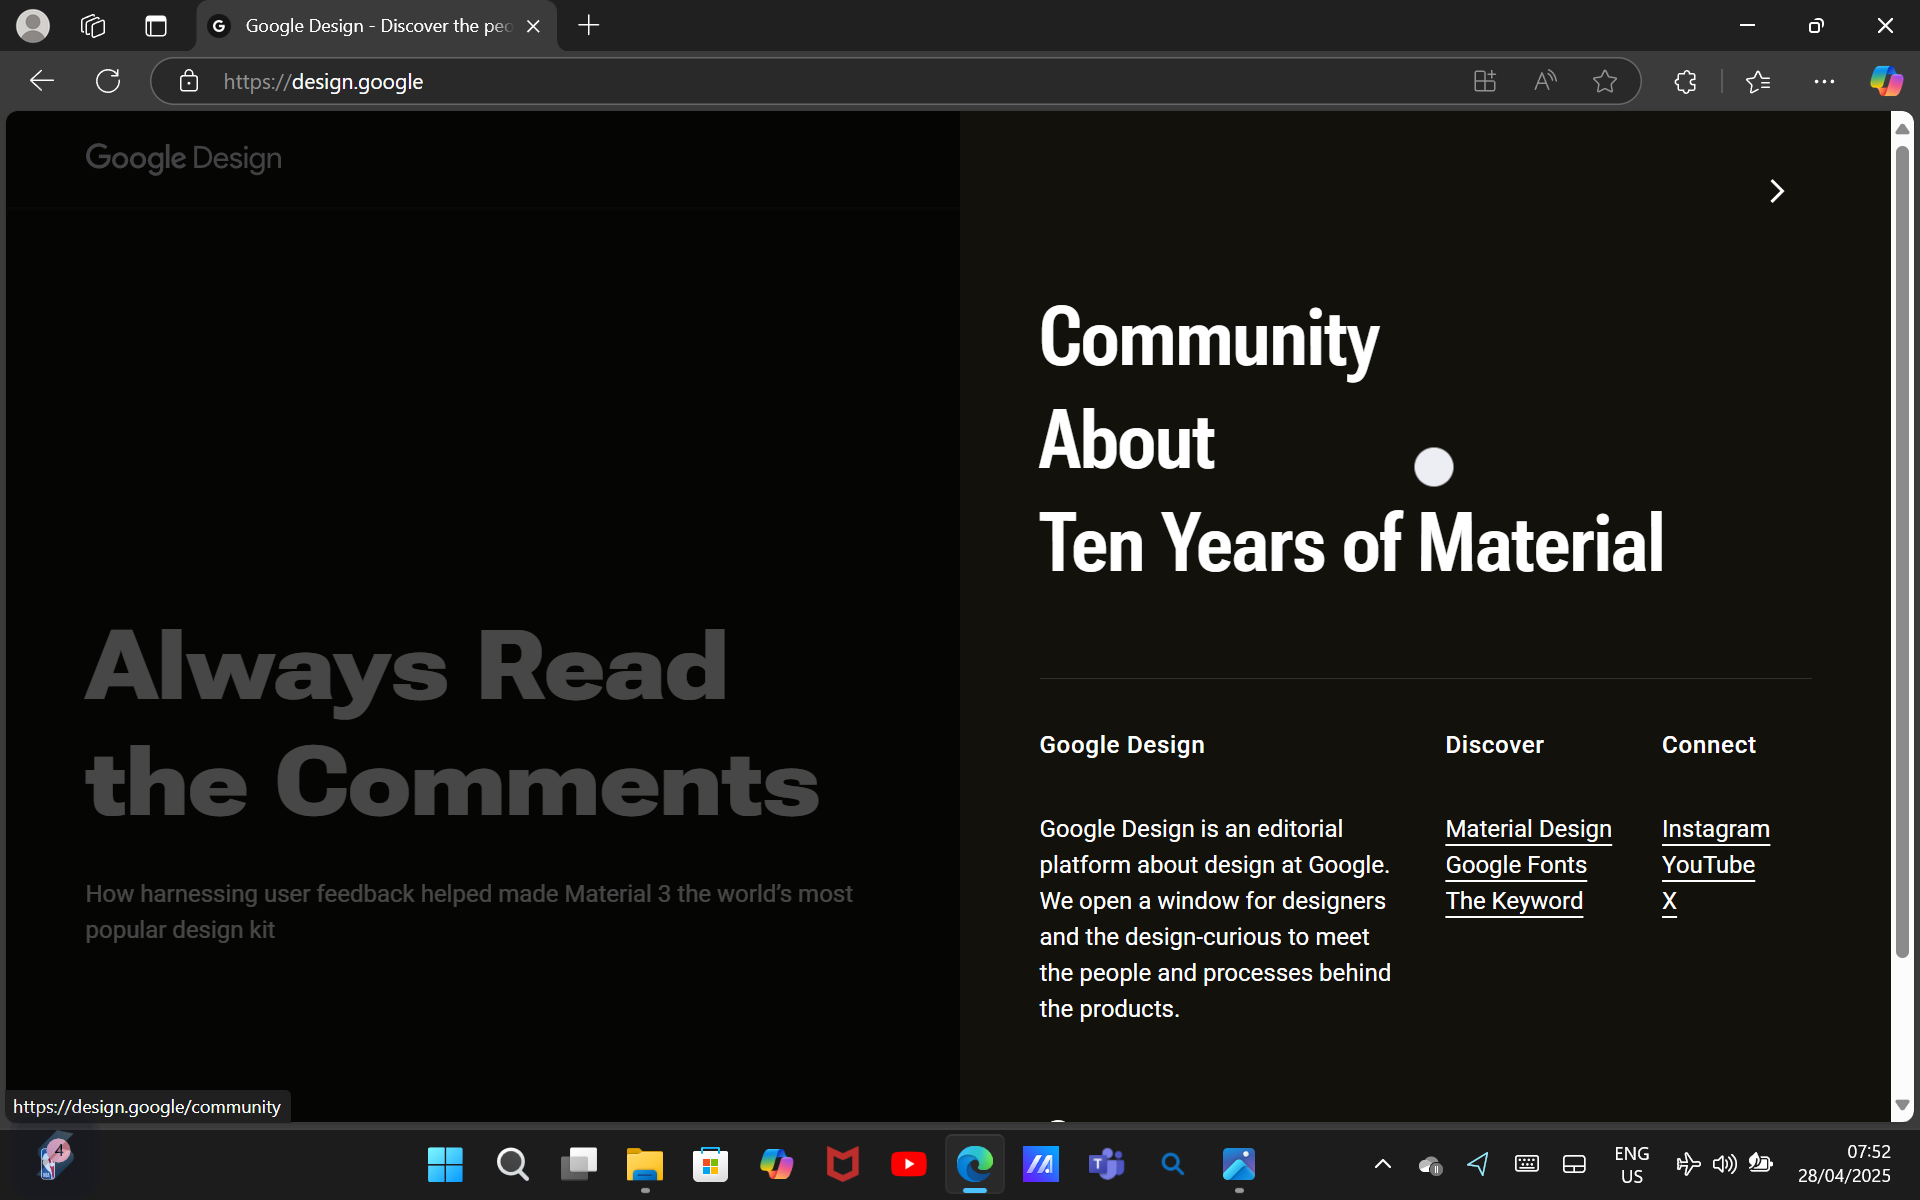 Google Design - Discover the peo
https://design.google
Google Design
Always Read
the Comments
How harnessing user feedback helped made Material 3 the world’s most
popular design kit
Community
About
Ten Years of Material
Google Design
Google Design is an editorial
platform about design at Google.
We open a window for designers
and the design-curious to meet
the people and processes behind
the products.
Discover
Material Design
Google Fonts
The Keyword
Connect
Instagram
YouTube
X
https://design.google/community
4
ENG
US
07:52
28/04/2025